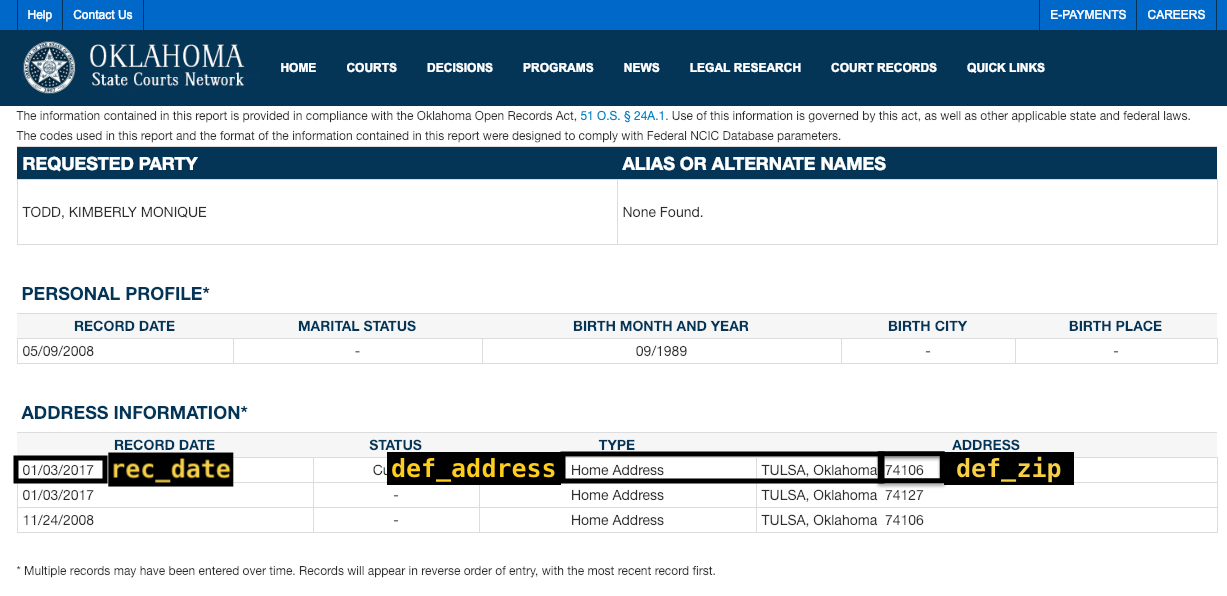 Help Contact Us E-PAYMENTS CAREERS
OKLAHOMA
State Courts Network
HOME COURTS DECISIONS PROGRAMS NEWS LEGAL RESEARCH COURT RECORDS QUICK LINKS
The information contained in this report is provided in compliance with the Oklahoma Open Records Act, 51 O.S. § 24A.1. Use of this information is governed by this act, as well as other applicable state and federal laws.
The codes used in this report and the format of the information contained in this report were designed to comply with Federal NCIC Database parameters.
REQUESTED PARTY ALIAS OR ALTERNATE NAMES
TODD, KIMBERLY MONIQUE None Found.
PERSONAL PROFILE*
RECORD DATE MARITAL STATUS BIRTH MONTH AND YEAR BIRTH CITY BIRTH PLACE
05/09/2008 - 09/1989 - -
ADDRESS INFORMATION*
RECORD DATE STATUS TYPE ADDRESS
01/03/2017 rec_date Cu def_address Home Address TULSA, Oklahoma 74106 def_zip
01/03/2017 - Home Address TULSA, Oklahoma 74127
11/24/2008 - Home Address TULSA, Oklahoma 74106
* Multiple records may have been entered over time. Records will appear in reverse order of entry, with the most recent record first.